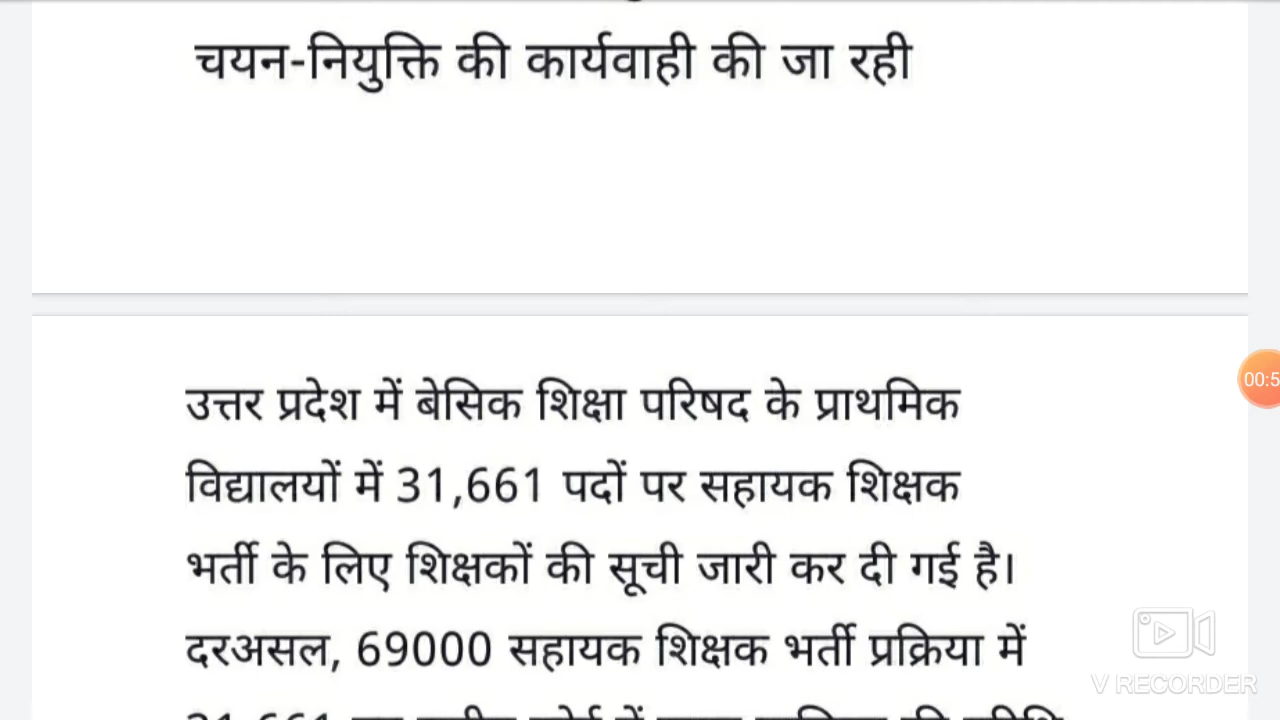 चयन-नियुक्ति की कार्यवाही की जा रही
उत्तर प्रदेश में बेसिक शिक्षा परिषद के प्राथमिक
विद्यालयों में 31,661 पदों पर सहायक शिक्षक
00:5
भर्ती के लिए शिक्षकों की सूची जारी कर दी गई है।
दरअसल, 69000 सहायक शिक्षक भर्ती प्रक्रिया में
V RECORDER